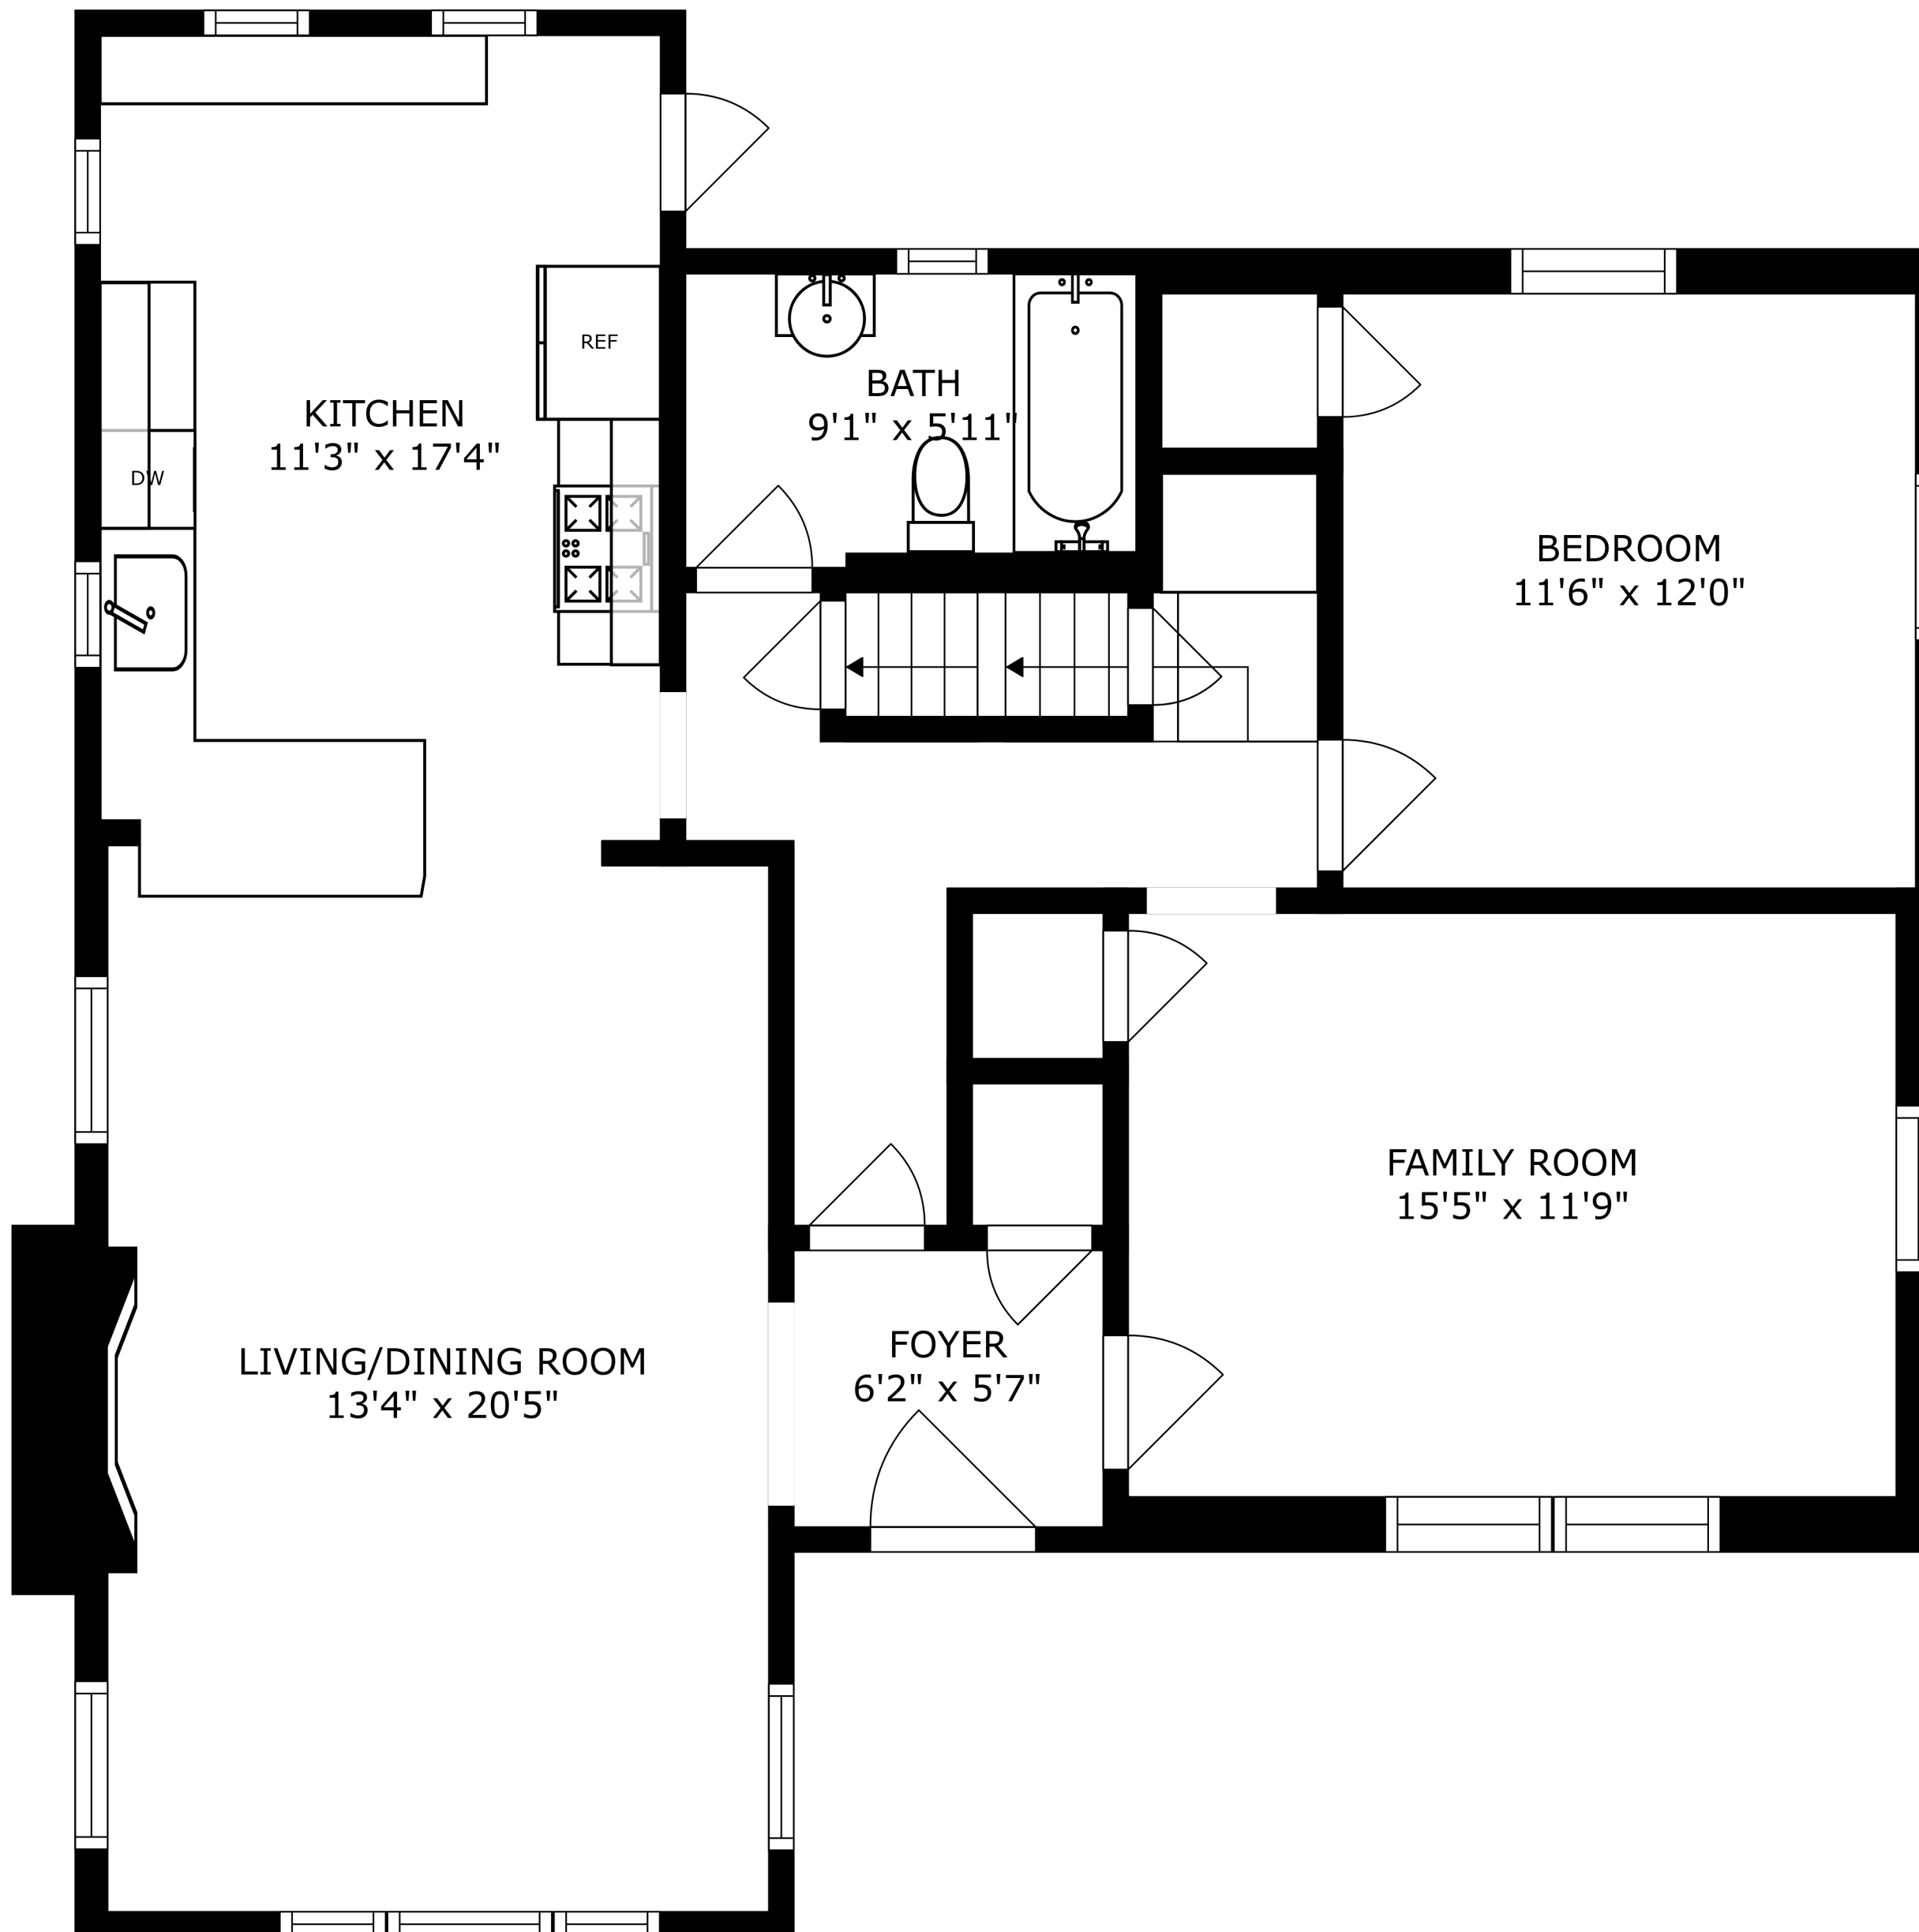 REF
KITCHEN
11'3" x 17'4"
DW
BATH
9'1" x 5'11"
BEDROOM
11'6" x 12'0"
FAMILY ROOM
15'5" x 11'9"
LIVING/DINING ROOM
13'4" x 20'5"
FOYER
6'2" x 5'7"